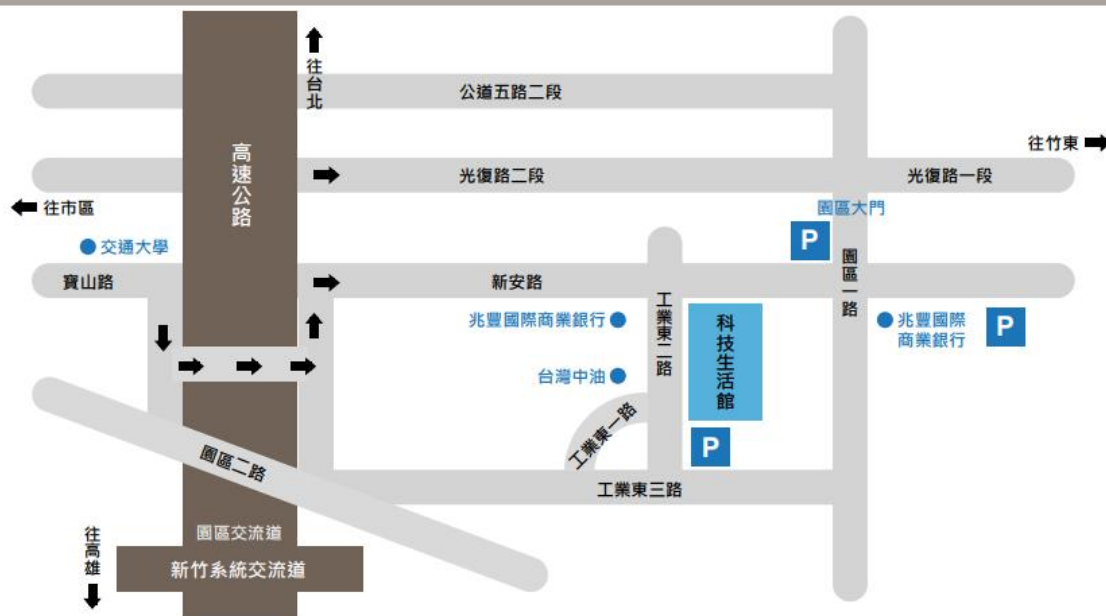 往台北
公道五路二段
高速公路
往竹東
光復路二段
光復路一段
往市區
園區大門
P
交通大學
寶山路
新安路
園區一路
工業東二路
兆豐國際商業銀行
科技生活館
兆豐國際
商業銀行
P
台灣中油
工業東一路
P
園區二路
工業東三路
園區交流道
往高雄
新竹系統交流道